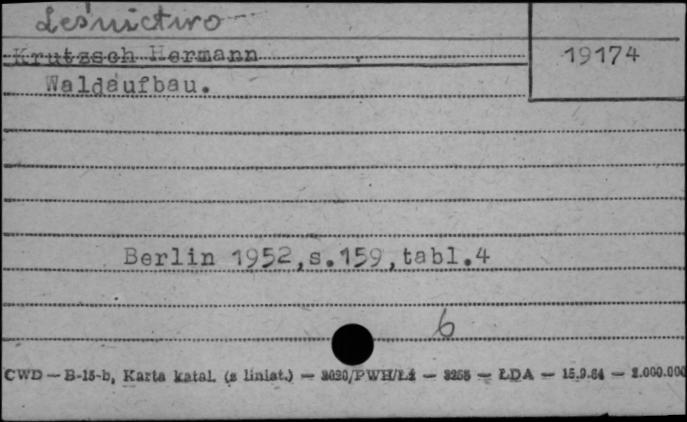 Leśnictwo
Krutzsch Hermann
19174
Waldaufbau.
Berlin 1952,s.159,tabl.4
6
CWD — B-15-b, Karta katal. (z liniat.) — 3030/PWH/Łż — 3255 — ŁDA — 15.9.64 — 2.000.000